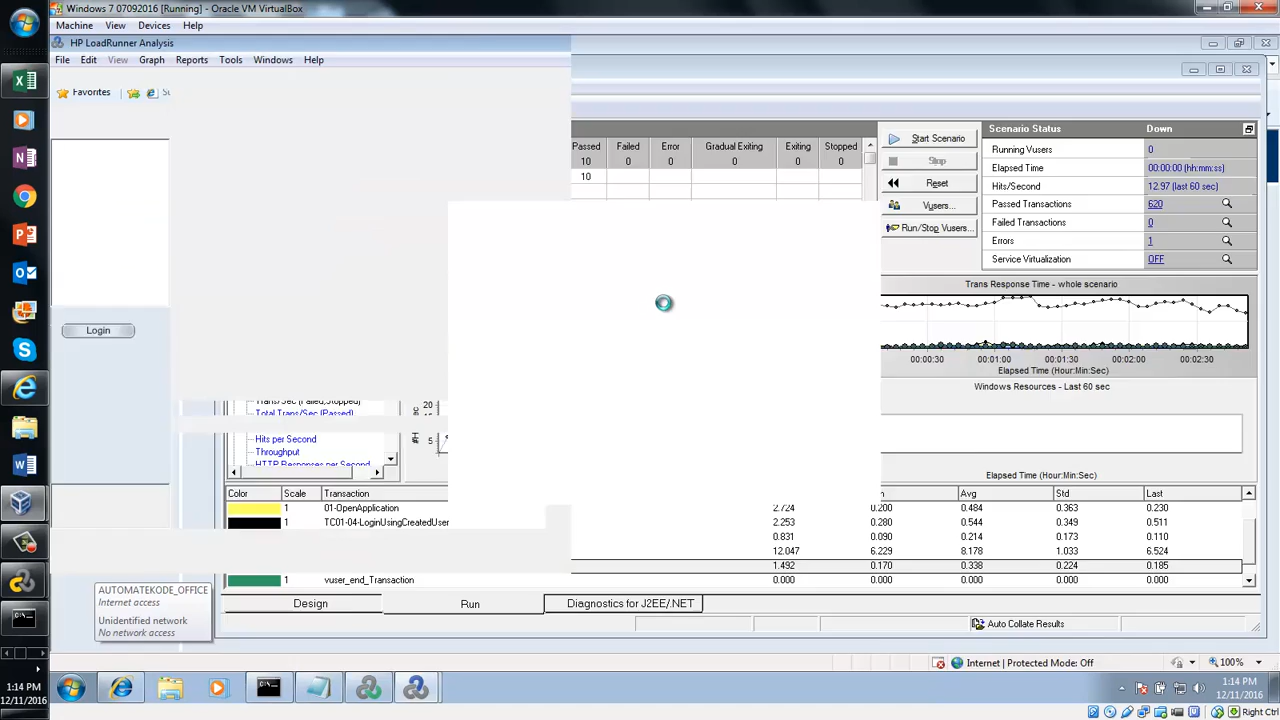 Windows 7 07092016 [Running] - Oracle VM VirtualBox
Machine View Devices Help
HP LoadRunner Analysis
File Edit View Graph Reports Tools Windows Help
Favorites
Passed Failed Error Gradual Exiting Exiting Stopped
10 0 0 0 0 0
10
Start Scenario
Stop
Reset
Vusers...
Run/Stop Vusers...
Scenario Status Down
Running Vusers 0
Elapsed Time 00:00:00 (hh:mm:ss)
Hits/Second 12.97 (last 60 sec)
Passed Transactions 620
Failed Transactions 0
Errors 1
Service Virtualization OFF
Trans Response Time - whole scenario
00:00:30 00:01:00 00:01:30 00:02:00 00:02:30
Elapsed Time (Hour:Min:Sec)
Windows Resources - Last 60 sec
Elapsed Time (Hour:Min:Sec)
Login
Trans/Sec (Failed,Stopped)
Total Trans/Sec (Passed)
Hits per Second
Throughput
HTTP Responses per Second
20
5
Color Scale Transaction Avg Std Last
1 01-OpenApplication 2.724 0.200 0.484 0.363 0.230
1 TC01-04-LoginUsingCreatedUser 2.253 0.280 0.544 0.349 0.511
0.831 0.090 0.214 0.173 0.110
12.047 6.229 8.178 1.033 6.524
1.492 0.170 0.338 0.224 0.185
1 vuser_end_Transaction 0.000 0.000 0.000 0.000 0.000
Design Run Diagnostics for J2EE/.NET
Auto Collate Results
AUTOMATEKODE_OFFICE
Internet access
Unidentified network
No network access
Internet | Protected Mode: Off
100%
1:14 PM
12/11/2016
1:14 PM
12/11/2016
Right Ctrl